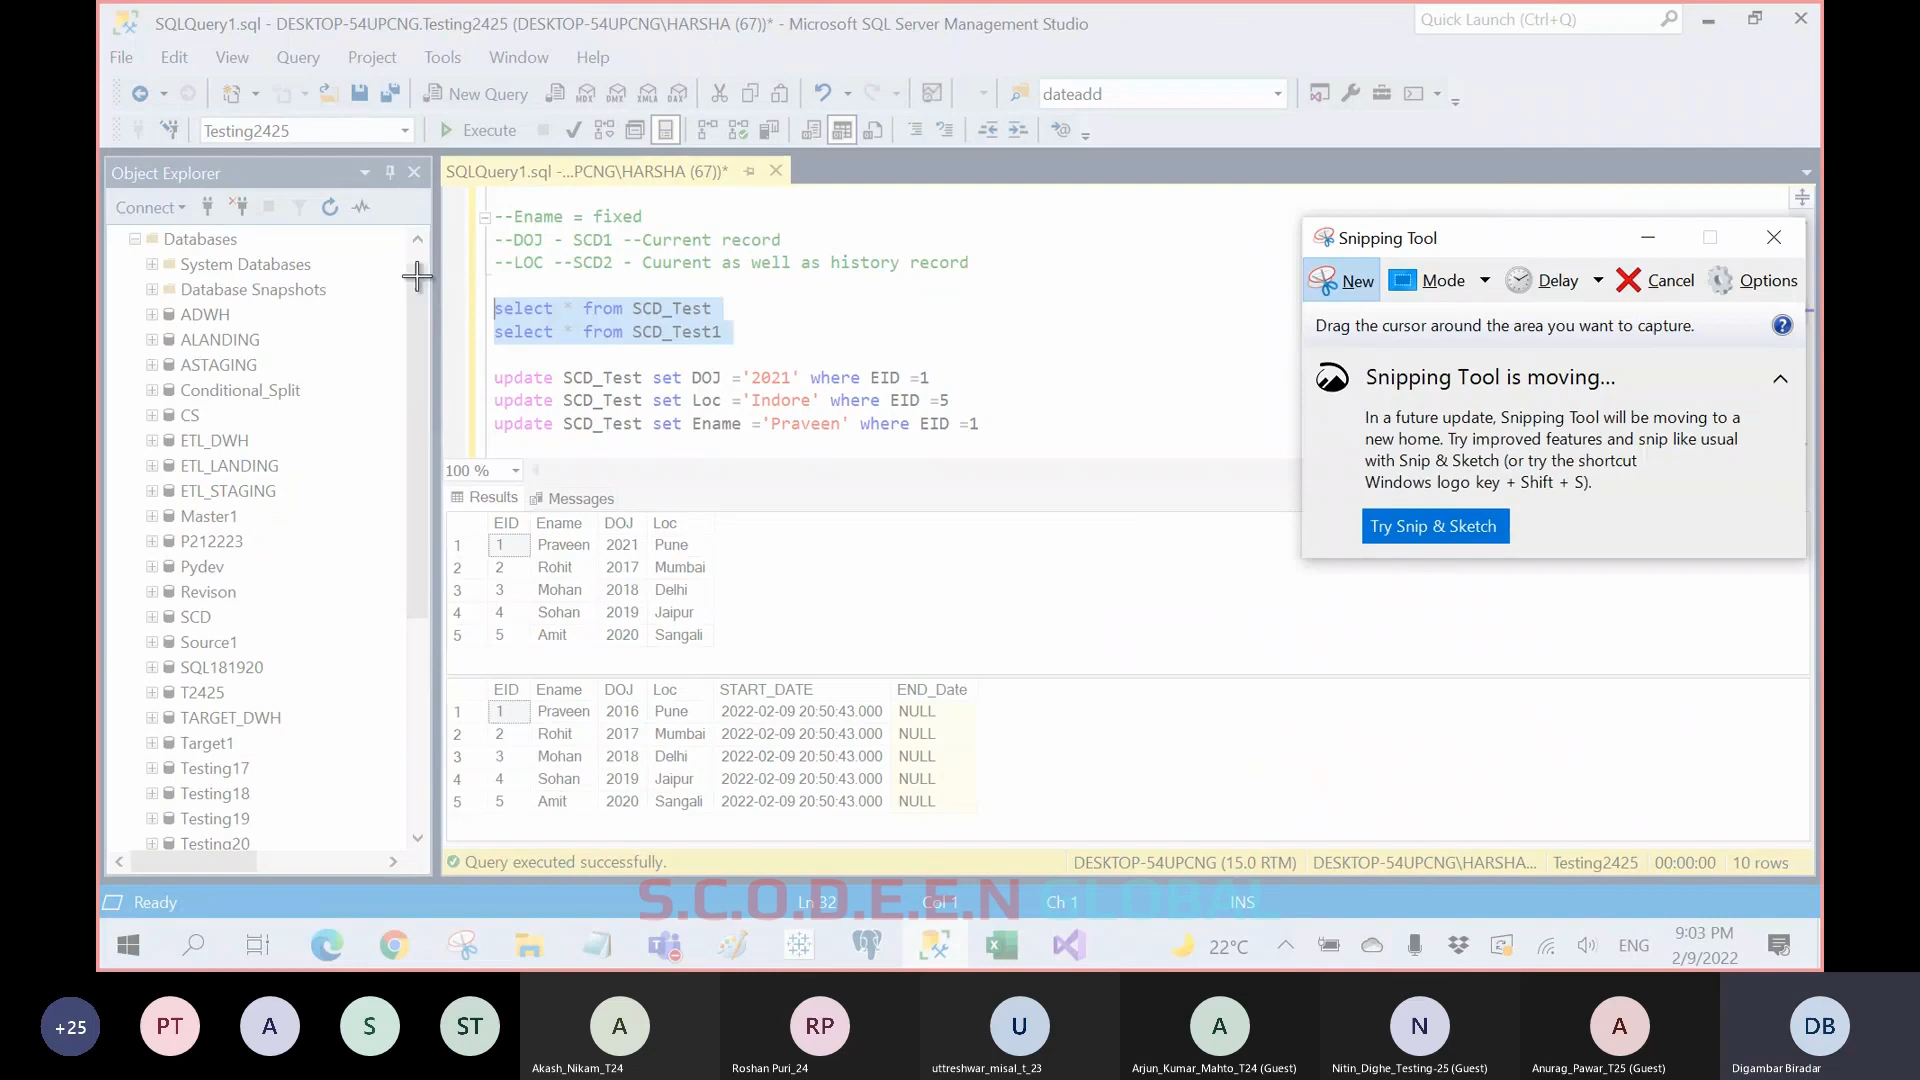 SQLQuery1.sql - DESKTOP-54UPCNG.Testing2425 (DESKTOP-54UPCNG\HARSHA (67))* - Microsoft SQL Server Management Studio
Quick Launch (Ctrl+Q)
File Edit View Query Project Tools Window Help
New Query
MDX DMX XMLA DAX
dateadd
Testing2425
Execute
Object Explorer
SQLQuery1.sql -...PCNG\HARSHA (67))*
Connect
Databases
System Databases
Database Snapshots
ADWH
ALANDING
ASTAGING
Conditional_Split
CS
ETL_DWH
ETL_LANDING
ETL_STAGING
Master1
P212223
Pydev
Revison
SCD
Source1
SQL181920
T2425
TARGET_DWH
Target1
Testing17
Testing18
Testing19
Testing20
--Ename = fixed
--DOJ - SCD1 --Current record
--LOC --SCD2 - Cuurent as well as history record
select * from SCD_Test
select * from SCD_Test1
update SCD_Test set DOJ ='2021' where EID =1
update SCD_Test set Loc ='Indore' where EID =5
update SCD_Test set Ename ='Praveen' where EID =1
100 %
Results Messages
EID Ename DOJ Loc
1 1 Praveen 2021 Pune
2 2 Rohit 2017 Mumbai
3 3 Mohan 2018 Delhi
4 4 Sohan 2019 Jaipur
5 5 Amit 2020 Sangali
EID Ename DOJ Loc START_DATE END_Date
1 1 Praveen 2016 Pune 2022-02-09 20:50:43.000 NULL
2 2 Rohit 2017 Mumbai 2022-02-09 20:50:43.000 NULL
3 3 Mohan 2018 Delhi 2022-02-09 20:50:43.000 NULL
4 4 Sohan 2019 Jaipur 2022-02-09 20:50:43.000 NULL
5 5 Amit 2020 Sangali 2022-02-09 20:50:43.000 NULL
Snipping Tool
New Mode Delay Cancel Options
Drag the cursor around the area you want to capture.
Snipping Tool is moving...
In a future update, Snipping Tool will be moving to a
new home. Try improved features and snip like usual
with Snip & Sketch (or try the shortcut
Windows logo key + Shift + S).
Try Snip & Sketch
Query executed successfully.
DESKTOP-54UPCNG (15.0 RTM) DESKTOP-54UPCNG\HARSHA... Testing2425 00:00:00 10 rows
S.C.O.D.E.E.N GLOBAL
Ready
Ln 32 Col 1 Ch 1 INS
22°C
ENG
9:03 PM
2/9/2022
+25 PT A S ST A RP U A N A DB
Akash_Nikam_T24 Roshan Puri_24 uttreshwar_misal_t_23 Arjun_Kumar_Mahto_T24 (Guest) Nitin_Dighe_Testing-25 (Guest) Anurag_Pawar_T25 (Guest) Digambar Biradar